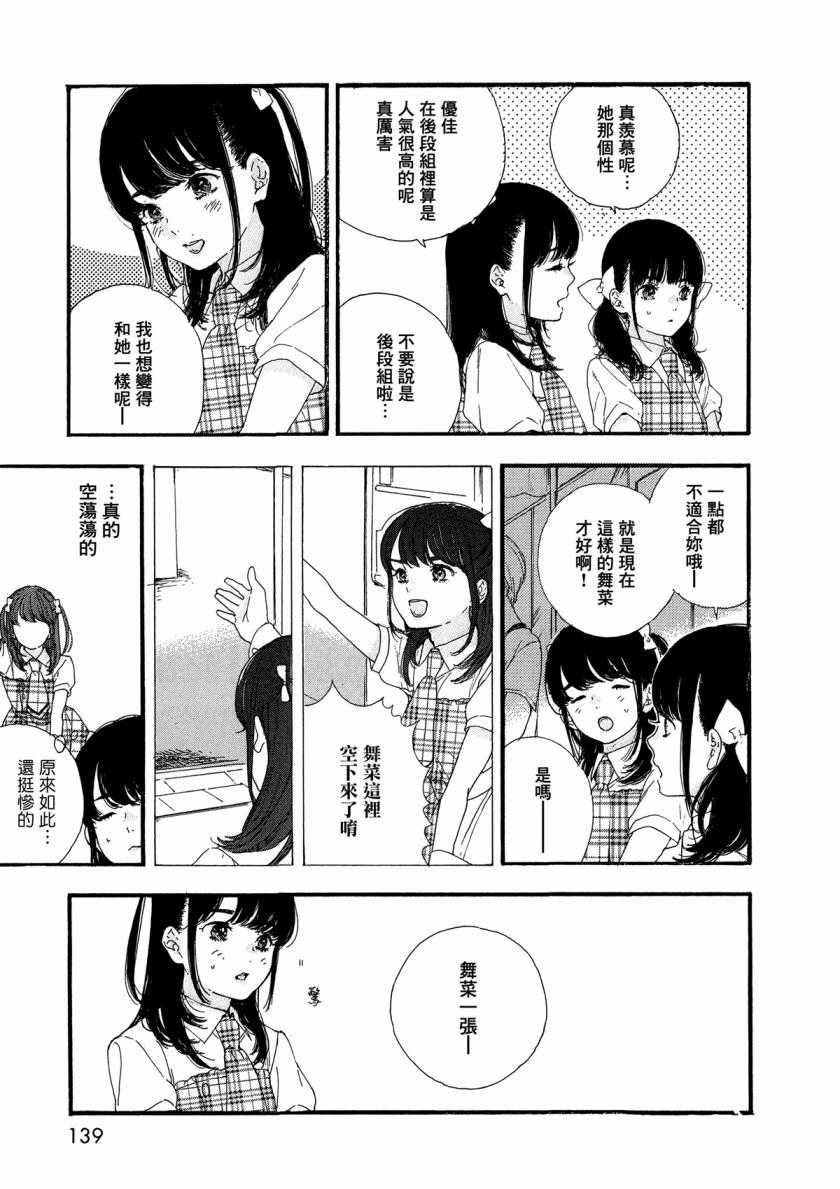 真羨慕呢…
她那個性
優佳
在後段組裡算是
人氣很高的呢
真厲害
不要說是
後段組啦…
我也想變得
和她一樣呢ー
一點都
不適合妳哦ー
就是現在
這樣的舞菜
才好啊！
是嗎ー
舞菜這裡
空下來了唷
…真的
空蕩蕩的
原來如此…
還挺慘的
舞菜一張ー
139